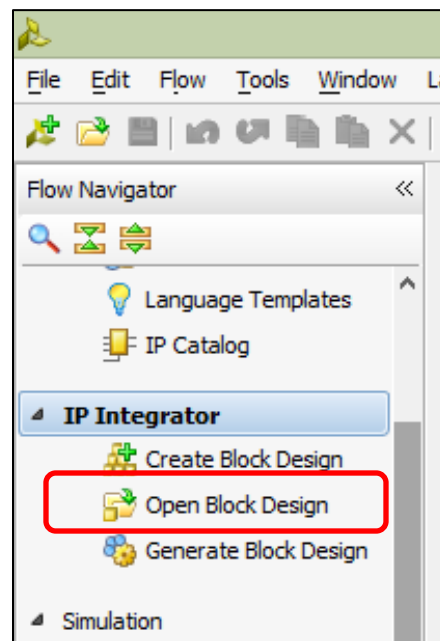 File Edit Flow Tools Window La
Flow Navigator
Language Templates
IP Catalog
IP Integrator
Create Block Design
Open Block Design
Generate Block Design
Simulation